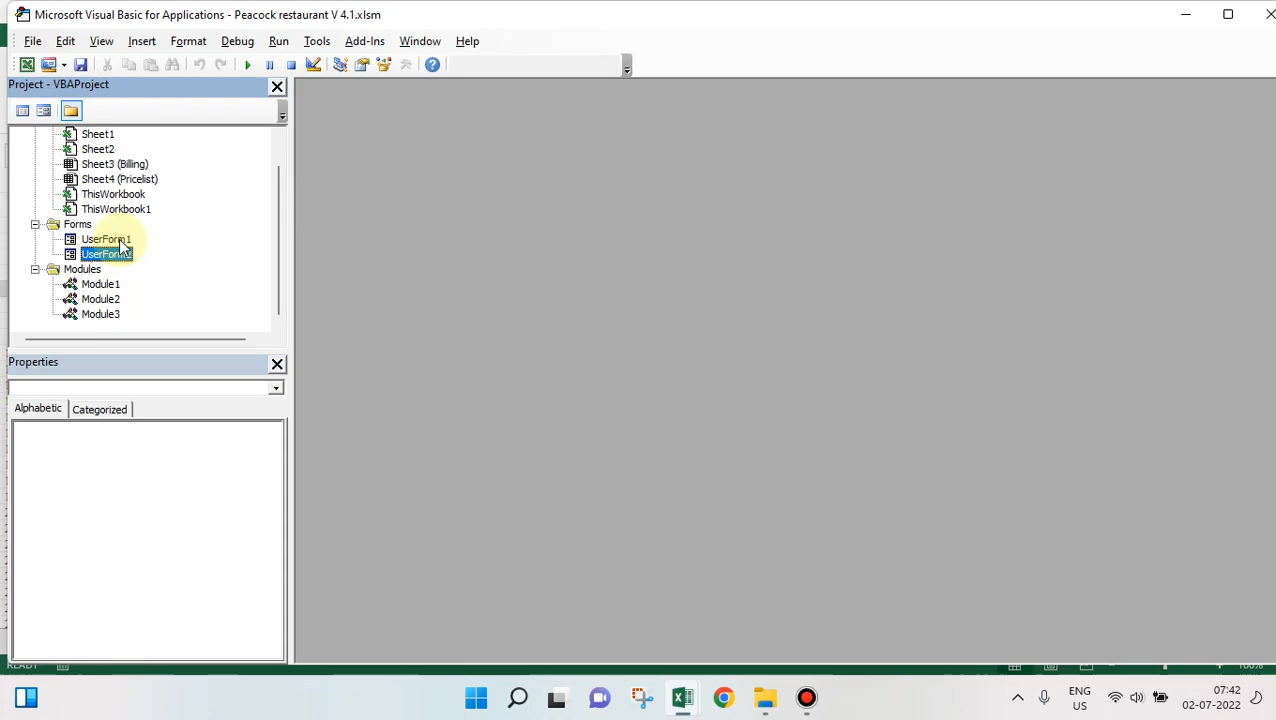 Microsoft Visual Basic for Applications - Peacock restaurant V 4.1.xlsm
File Edit View Insert Format Debug Run Tools Add-Ins Window Help
Project - VBAProject
Sheet1
Sheet2
Sheet3 (Billing)
Sheet4 (Pricelist)
ThisWorkbook
ThisWorkbook1
Forms
UserForm1
Modules
Module1
Module2
Module3
Properties
Alphabetic Categorized
READY
100%
ENG
US
07:42
02-07-2022